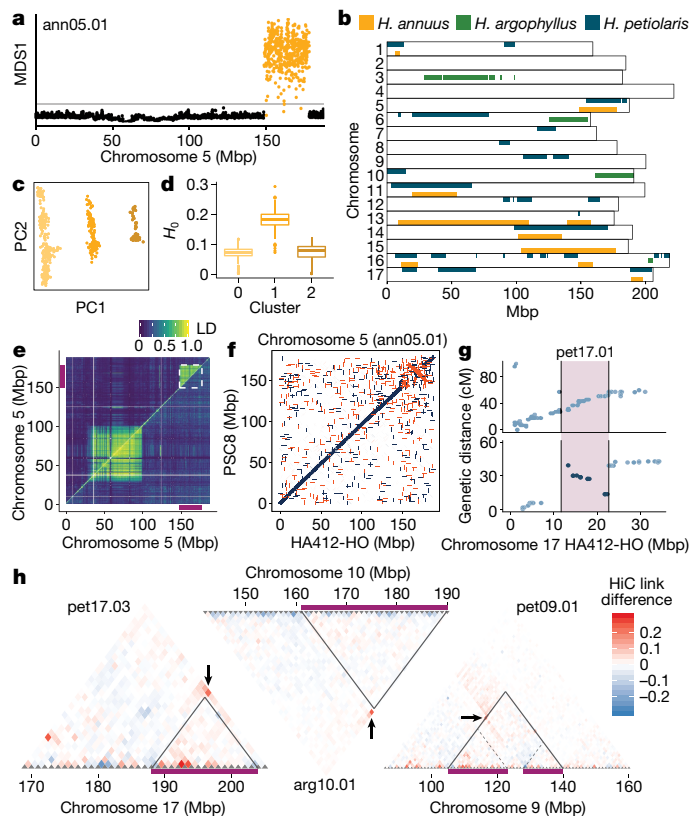 a
ann05.01
MDS1
0 50 100 150
Chromosome 5 (Mbp)
b
H. annuus H. argophyllus H. petiolaris
Chromosome
1
2
3
4
5
6
7
8
9
10
11
12
13
14
15
16
17
0 50 100 150 200
Mbp
c
PC2
PC1
d
H0
0.3
0.2
0.1
0
0 1 2
Cluster
e
LD
0 0.5 1.0
Chromosome 5 (Mbp)
150
100
50
0
0 50 100 150
Chromosome 5 (Mbp)
f
Chromosome 5 (ann05.01)
PSC8 (Mbp)
150
100
50
0
0 50 100 150
HA412-HO (Mbp)
g
pet17.01
Genetic distance (cM)
80
40
0
60
30
0
0 10 20 30
Chromosome 17 HA412-HO (Mbp)
h
pet17.03
170 180 190 200
Chromosome 17 (Mbp)
Chromosome 10 (Mbp)
150 160 170 180 190
arg10.01
pet09.01
100 120 140 160
Chromosome 9 (Mbp)
HiC link
difference
0.2
0
−0.2